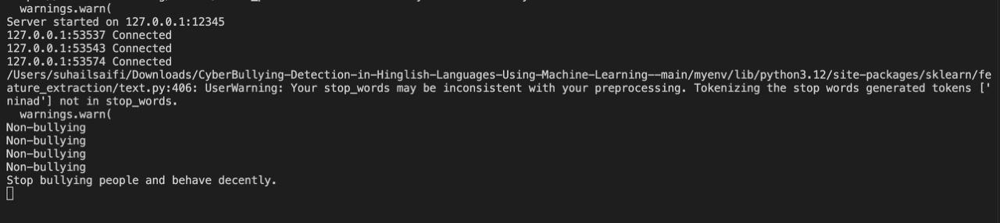 warnings.warn(
Server started on 127.0.0.1:12345
127.0.0.1:53537 Connected
127.0.0.1:53543 Connected
127.0.0.1:53574 Connected
/Users/suhailsaifi/Downloads/CyberBullying-Detection-in-Hinglish-Languages-Using-Machine-Learning--main/myenv/lib/python3.12/site-packages/sklearn/fe
ature_extraction/text.py:406: UserWarning: Your stop_words may be inconsistent with your preprocessing. Tokenizing the stop words generated tokens ['
ninad'] not in stop_words.
warnings.warn(
Non-bullying
Non-bullying
Non-bullying
Non-bullying
Stop bullying people and behave decently.